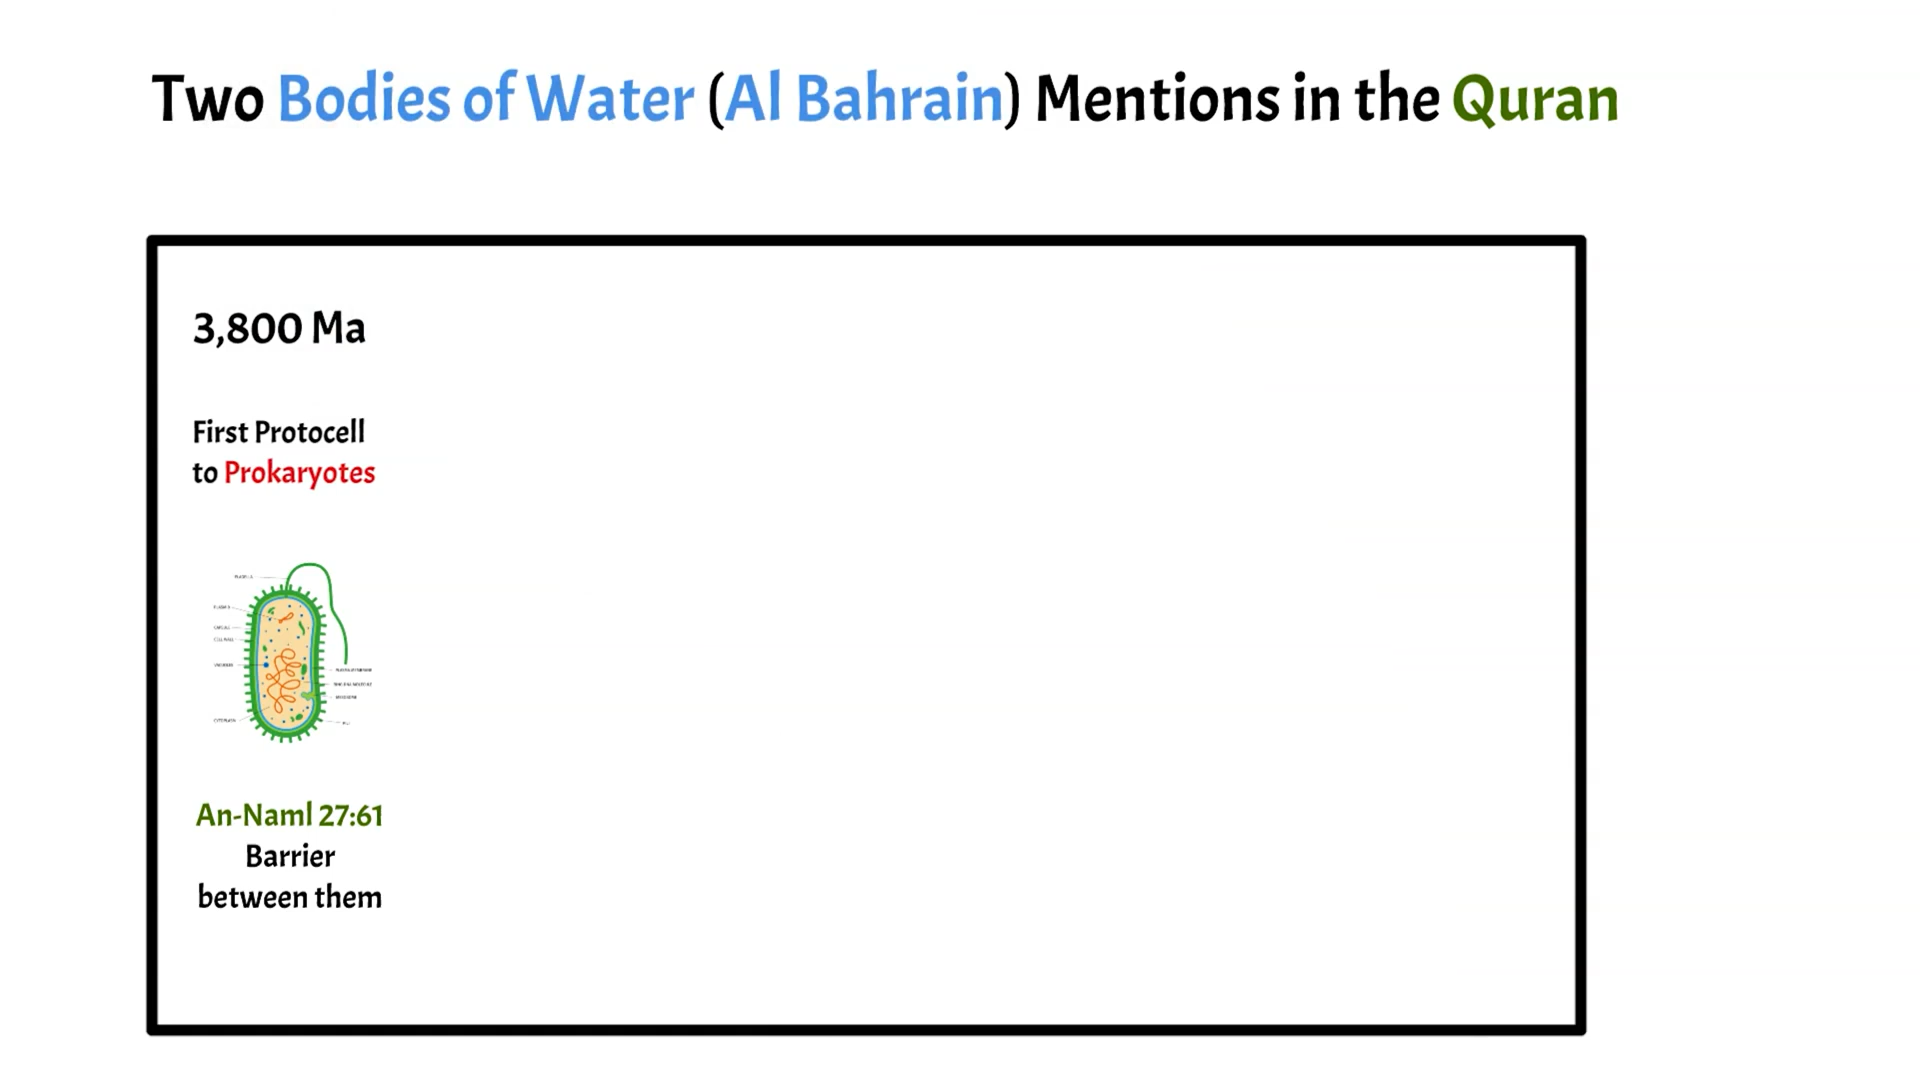 Two Bodies of Water (Al Bahrain) Mentions in the Quran
3,800 Ma
First Protocell
to Prokaryotes
An-Naml 27:61
Barrier
between them